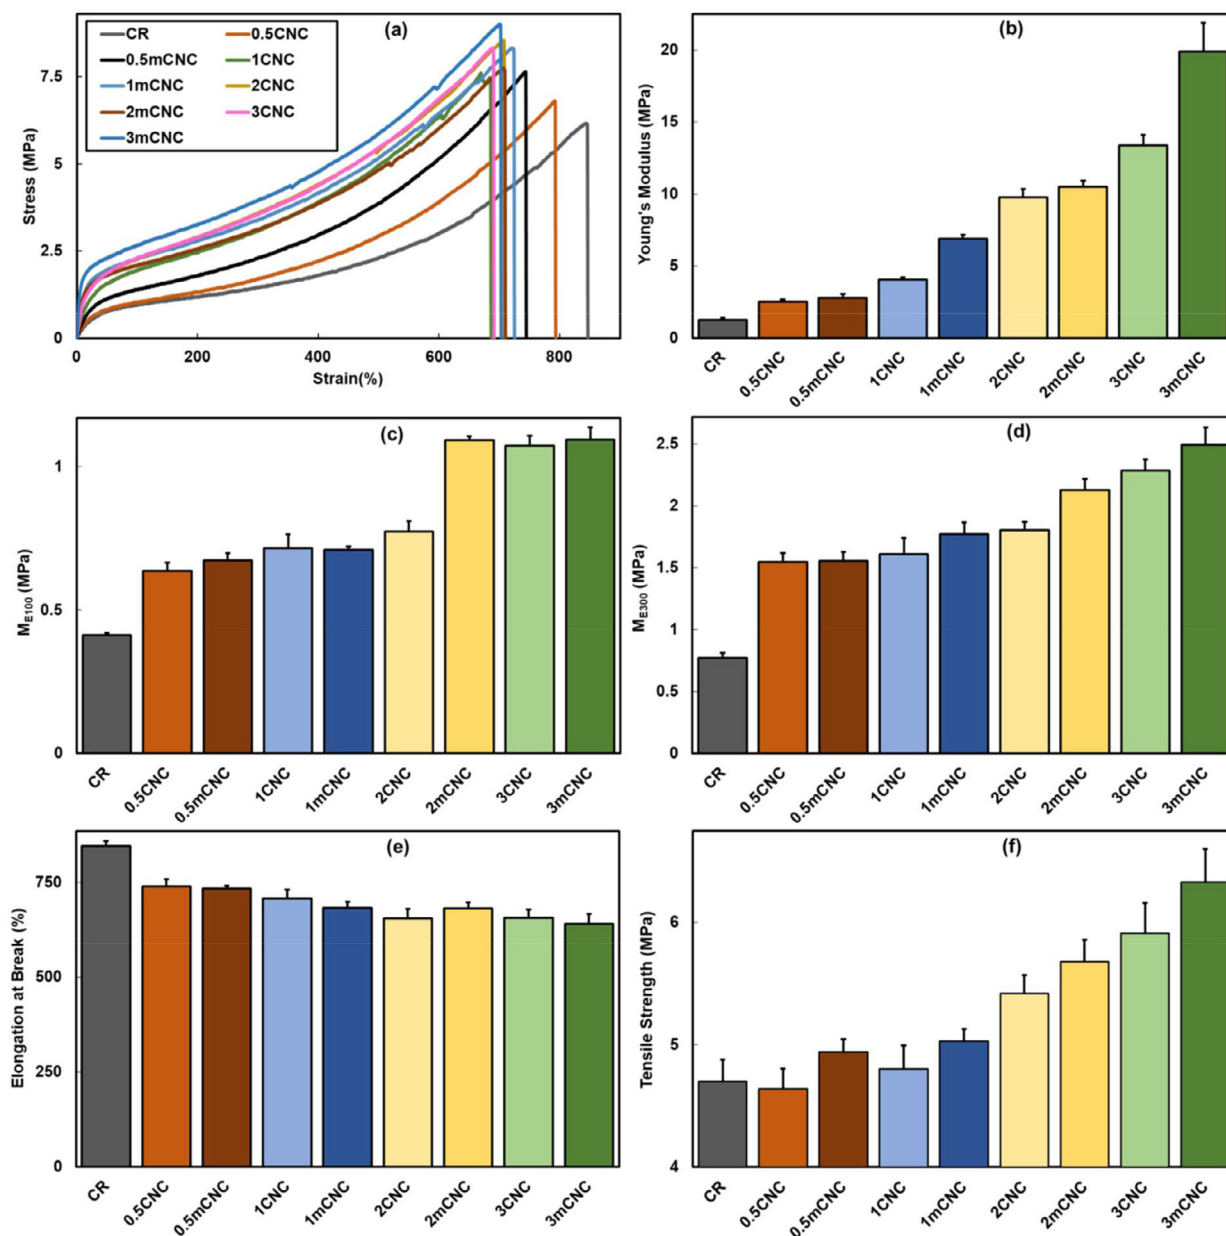 (a)
CR
0.5CNC
0.5mCNC
1CNC
1mCNC
2CNC
2mCNC
3CNC
3mCNC
Stress (MPa)
7.5
5
2.5
0
0
200
400
600
800
Strain(%)
(b)
Young's Modulus (MPa)
20
15
10
5
0
CR
0.5CNC
0.5mCNC
1CNC
1mCNC
2CNC
2mCNC
3CNC
3mCNC
(c)
ME100 (MPa)
1
0.5
0
CR
0.5CNC
0.5mCNC
1CNC
1mCNC
2CNC
2mCNC
3CNC
3mCNC
(d)
ME300 (MPa)
2.5
2
1.5
1
0.5
0
CR
0.5CNC
0.5mCNC
1CNC
1mCNC
2CNC
2mCNC
3CNC
3mCNC
(e)
Elongation at Break (%)
750
500
250
0
CR
0.5CNC
0.5mCNC
1CNC
1mCNC
2CNC
2mCNC
3CNC
3mCNC
(f)
Tensile Strength (MPa)
6
5
4
CR
0.5CNC
0.5mCNC
1CNC
1mCNC
2CNC
2mCNC
3CNC
3mCNC